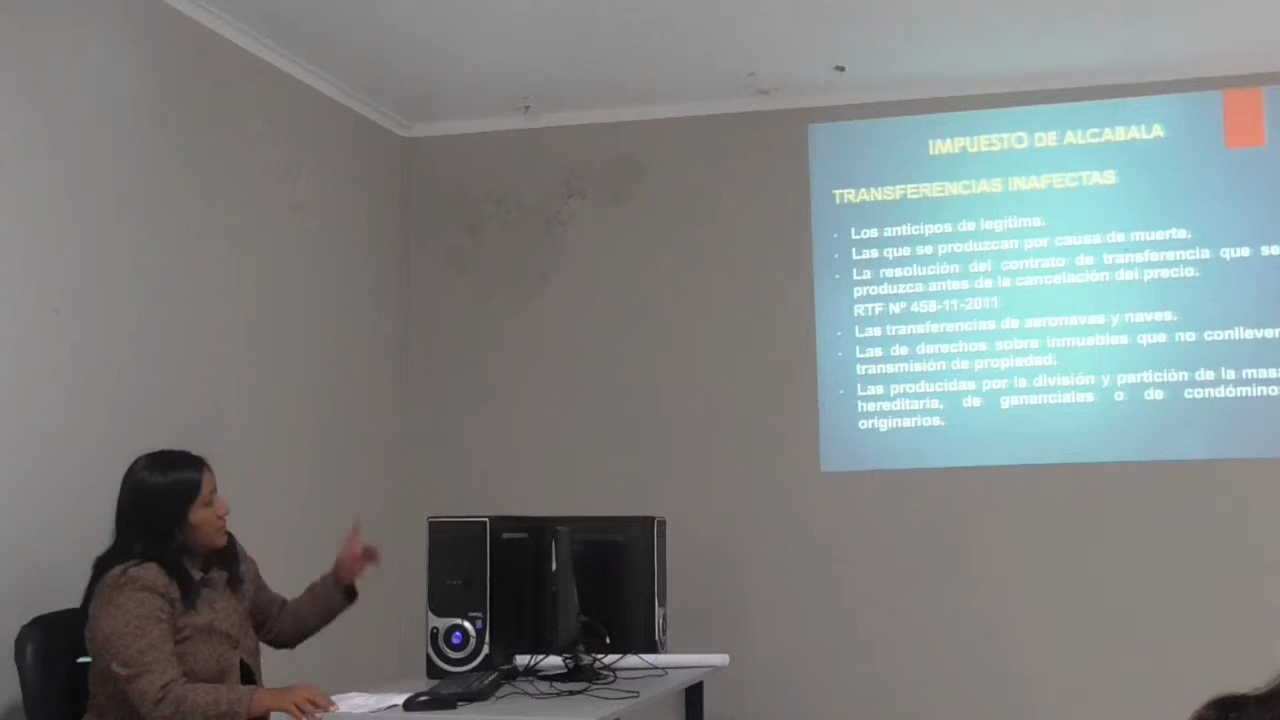 IMPUESTO DE ALCABALA
TRANSFERENCIAS INAFECTAS
• Los anticipos de legítima.
• Las que se produzcan por causa de muerte.
• La resolución del contrato de transferencia que se
produzca antes de la cancelación del precio.
RTF Nº 458-11-2011
• Las transferencias de aeronaves y naves.
• Las de derechos sobre inmuebles que no conlleven
transmisión de propiedad.
• Las producidas por la división y partición de la masa
hereditaria, de gananciales o de condóminos
originarios.